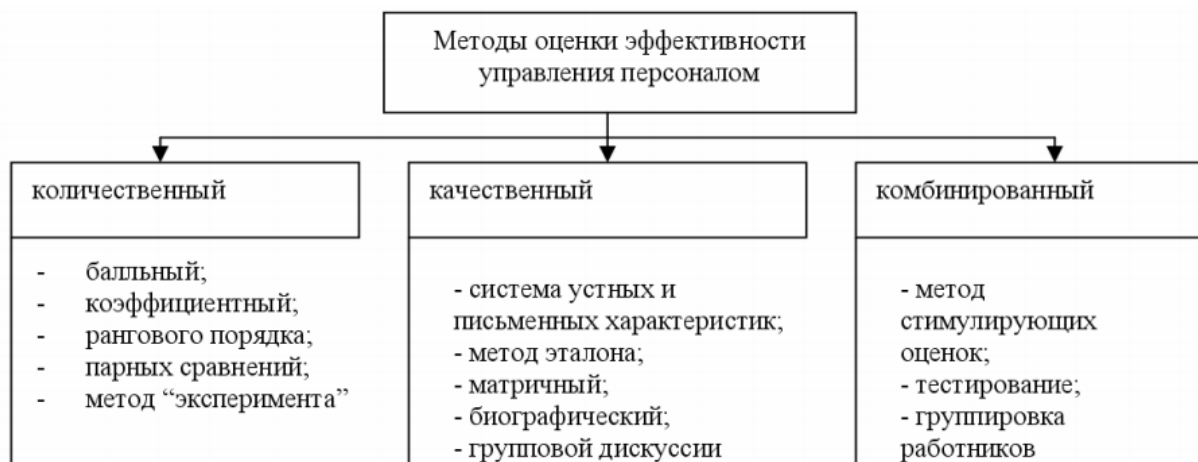 Методы оценки эффективности
управления персоналом
количественный
- балльный;
- коэффициентный;
- рангового порядка;
- парных сравнений;
- метод “эксперимента”
качественный
- система устных и
письменных характеристик;
- метод эталона;
- матричный;
- биографический;
- групповой дискуссии
комбинированный
- метод
стимулирующих
оценок;
- тестирование;
- группировка
работников